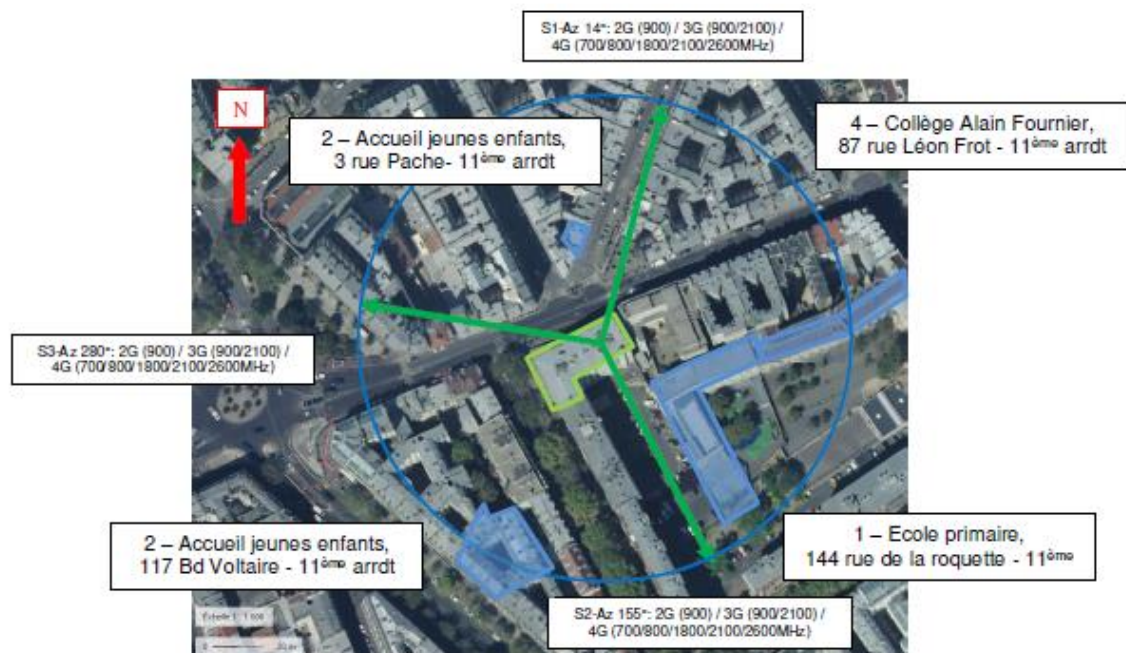 S1-Az 14°: 2G (900) / 3G (900/2100) /
4G (700/800/1800/2100/2600MHz)
N
2 – Accueil jeunes enfants,
3 rue Pache- 11ème arrdt
4 – Collège Alain Fournier,
87 rue Léon Frot - 11ème arrdt
S3-Az 280°: 2G (900) / 3G (900/2100) /
4G (700/800/1800/2100/2600MHz)
2 – Accueil jeunes enfants,
117 Bd Voltaire - 11ème arrdt
1 – Ecole primaire,
144 rue de la roquette - 11ème
S2-Az 155°: 2G (900) / 3G (900/2100) /
4G (700/800/1800/2100/2600MHz)
0